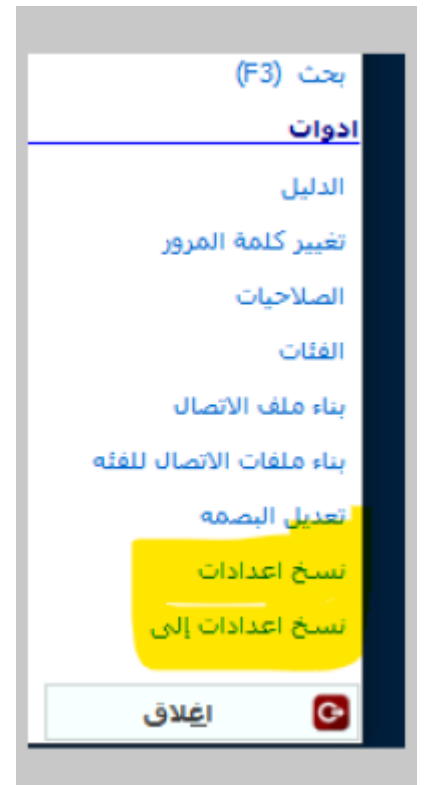 بحث (F3)
ادوات
الدليل
تغيير كلمة المرور
الصلاحيات
الفئات
بناء ملف الاتصال
بناء ملفات الاتصال للفئه
تعديل البصمه
نسخ اعدادات
نسخ اعدادات إلى
اغلاق